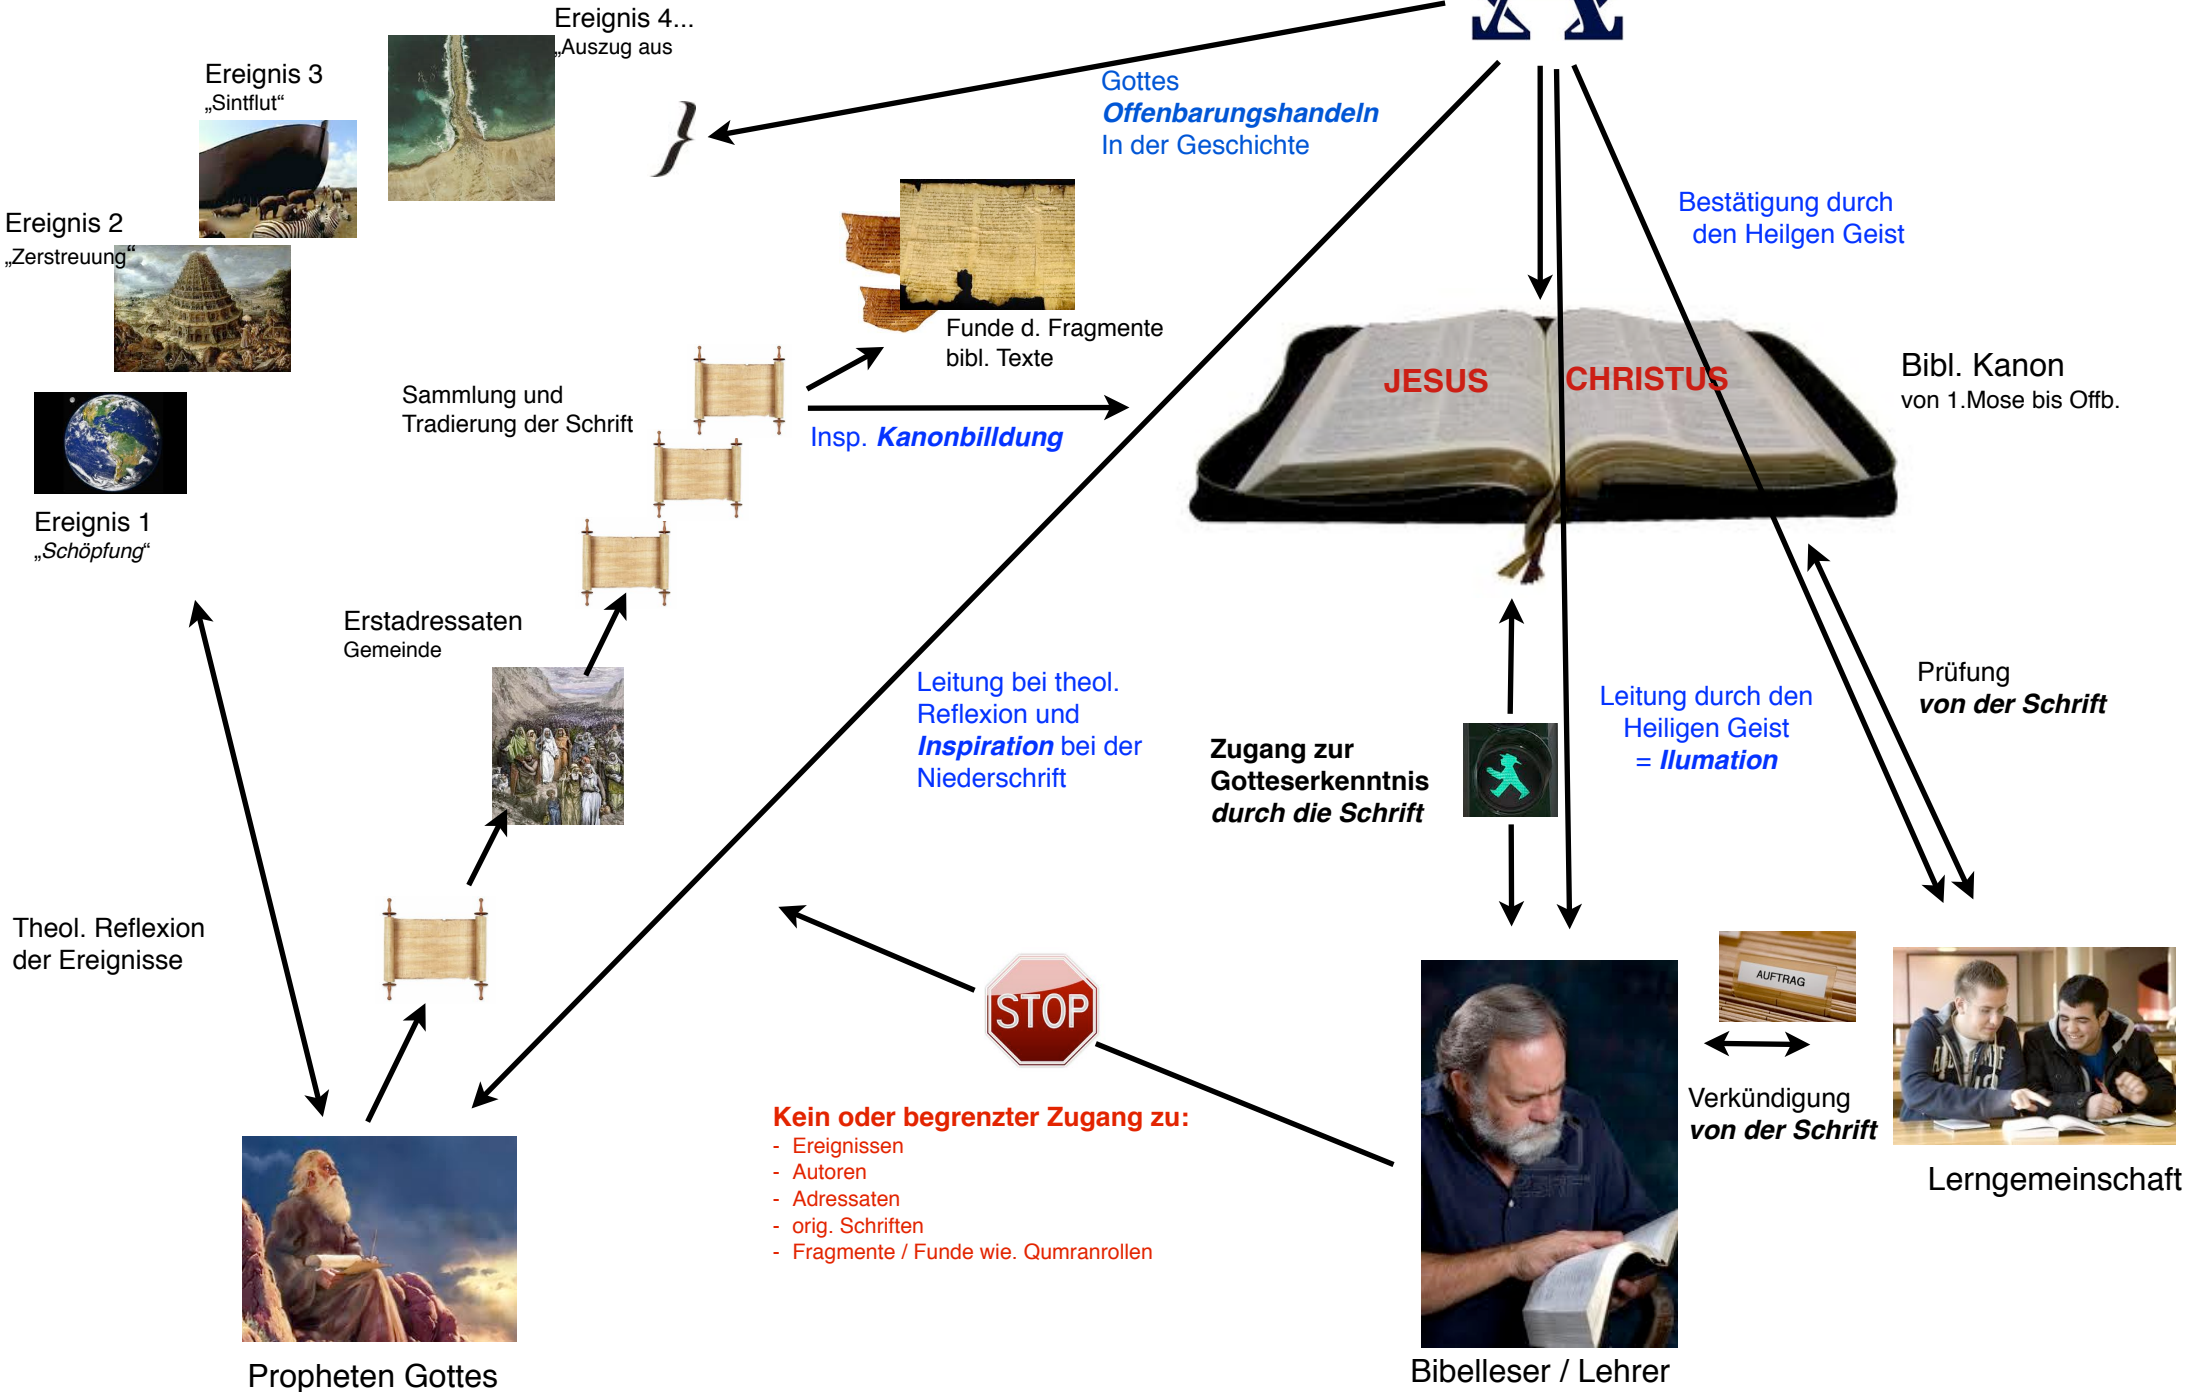 Ereignis 4...
„Auszug aus
Ereignis 3
„Sintflut“
Gottes
Offenbarungshandeln
In der Geschichte
Ereignis 2
„Zerstreuung“
Bestätigung durch
den Heilgen Geist
Funde d. Fragmente
bibl. Texte
JESUS CHRISTUS
Bibl. Kanon
von 1.Mose bis Offb.
Sammlung und
Tradierung der Schrift
Insp. Kanonbilldung
Ereignis 1
„Schöpfung“
Erstadressaten
Gemeinde
Leitung bei theol.
Reflexion und
Inspiration bei der
Niederschrift
Zugang zur
Gotteserkenntnis
durch die Schrift
Leitung durch den
Heiligen Geist
= Ilumation
Prüfung
von der Schrift
Theol. Reflexion
der Ereignisse
STOP
AUFTRAG
Verkündigung
von der Schrift
Kein oder begrenzter Zugang zu:
- Ereignissen
- Autoren
- Adressaten
- orig. Schriften
- Fragmente / Funde wie. Qumranrollen
Lerngemeinschaft
Propheten Gottes
Bibelleser / Lehrer